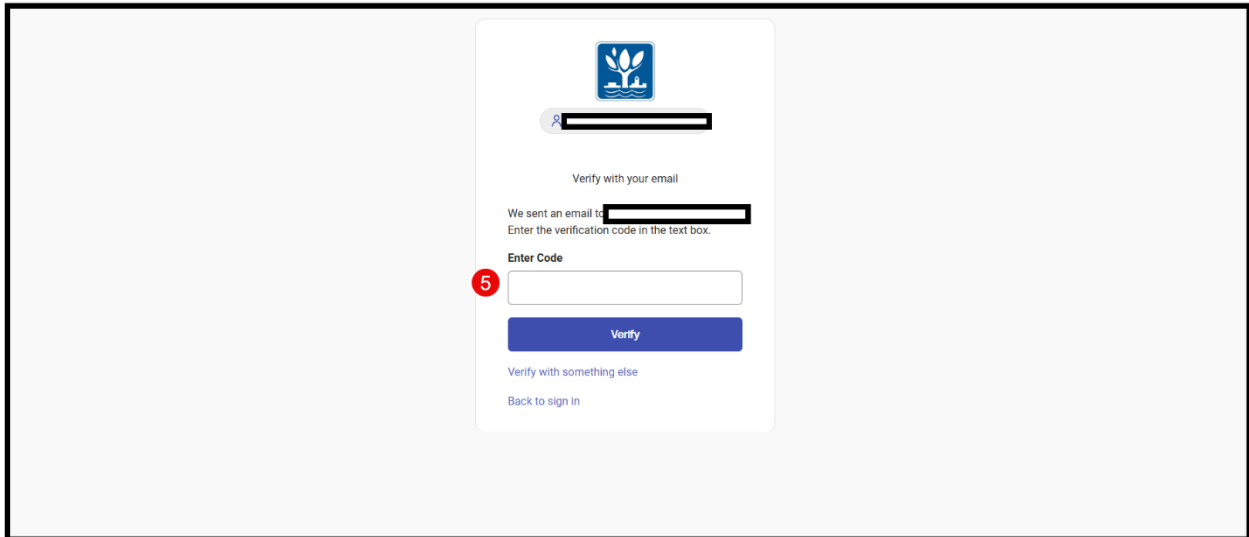 Verify with your email
We sent an email to
Enter the verification code in the text box.
Enter Code
5
Verify
Verify with something else
Back to sign in